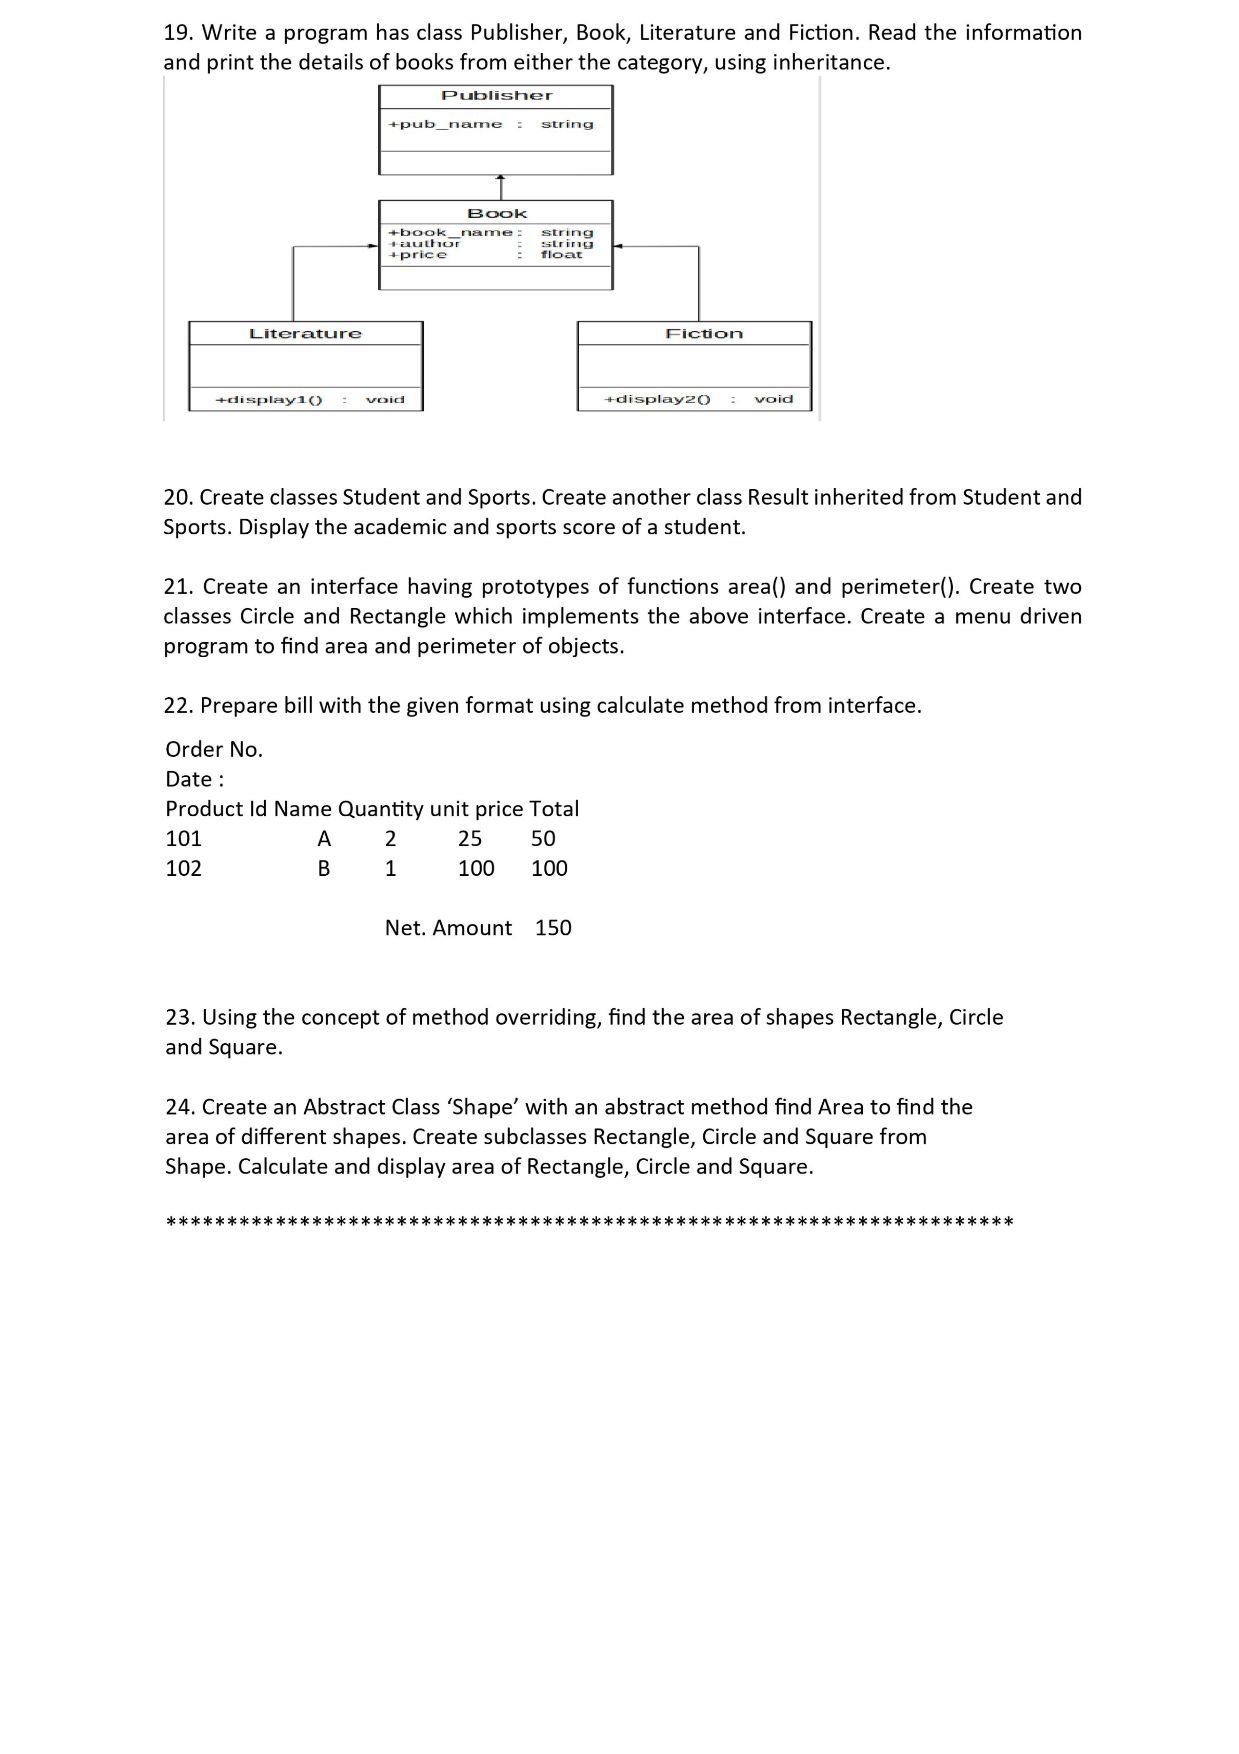 19. Write a program has class Publisher, Book, Literature and Fiction. Read the information
and print the details of books from either the category, using inheritance.
Publisher
+pub_name : string
Book
+book_name : string
+author : string
+price : float
Literature
+display1() : void
Fiction
+display2() : void
20. Create classes Student and Sports. Create another class Result inherited from Student and
Sports. Display the academic and sports score of a student.
21. Create an interface having prototypes of functions area() and perimeter(). Create two
classes Circle and Rectangle which implements the above interface. Create a menu driven
program to find area and perimeter of objects.
22. Prepare bill with the given format using calculate method from interface.
Order No.
Date :
Product Id Name Quantity unit price Total
101 A 2 25 50
102 B 1 100 100
Net. Amount 150
23. Using the concept of method overriding, find the area of shapes Rectangle, Circle
and Square.
24. Create an Abstract Class ‘Shape’ with an abstract method find Area to find the
area of different shapes. Create subclasses Rectangle, Circle and Square from
Shape. Calculate and display area of Rectangle, Circle and Square.
**********************************************************************